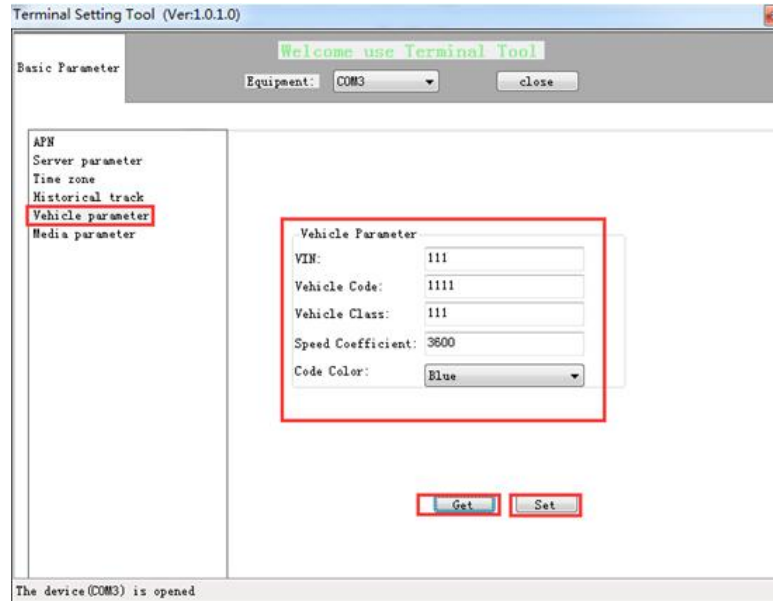 Terminal Setting Tool (Ver:1.0.1.0)
Welcome use Terminal Tool
Basic Parameter
Equipment: COM3 close
APN
Server parameter
Time zone
Historical track
Vehicle parameter
Media parameter
Vehicle Parameter
VIN: 111
Vehicle Code: 1111
Vehicle Class: 111
Speed Coefficient: 3600
Code Color: Blue
Get Set
The device(COM3) is opened